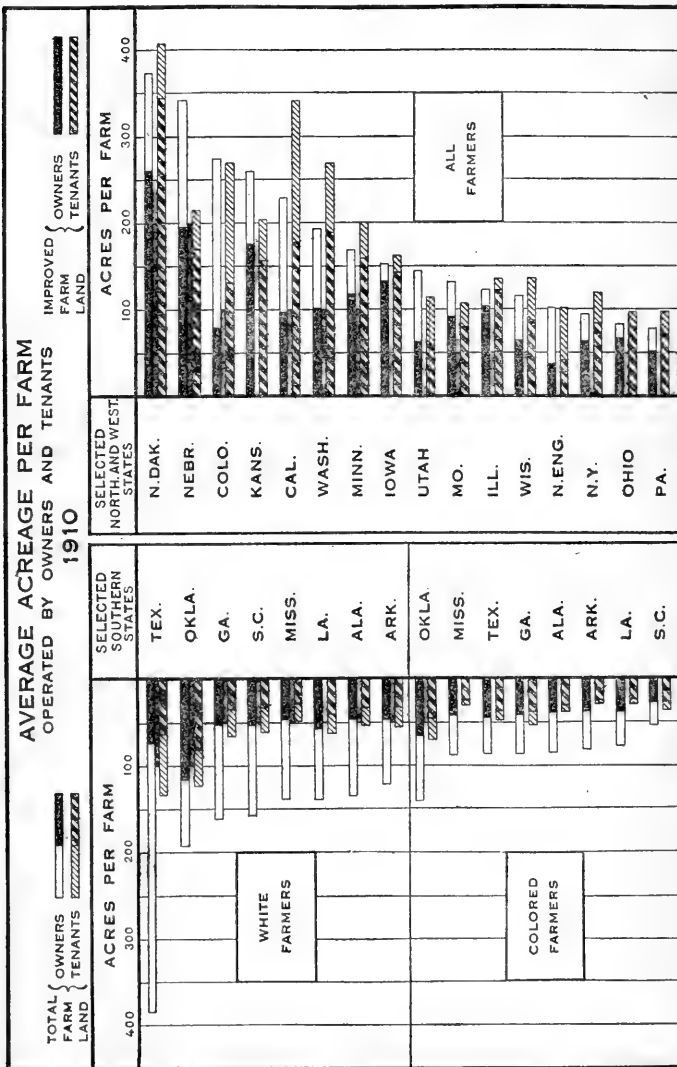 AVERAGE ACREAGE PER FARM
OPERATED BY OWNERS AND TENANTS
1910
TOTAL FARM LAND
OWNERS
TENANTS
IMPROVED FARM LAND
OWNERS
TENANTS
ACRES PER FARM
400
300
200
100
SELECTED
SOUTHERN
STATES
SELECTED
NORTH. AND WEST.
STATES
ACRES PER FARM
100
200
300
400
TEX.
OKLA.
GA.
S.C.
MISS.
LA.
ALA.
ARK.
WHITE
FARMERS
OKLA.
MISS.
TEX.
GA.
ALA.
ARK.
LA.
S.C.
COLORED
FARMERS
N.DAK.
NEBR.
COLO.
KANS.
CAL.
WASH.
MINN.
IOWA
UTAH
MO.
ILL.
WIS.
N.ENG.
N.Y.
OHIO
PA.
ALL
FARMERS